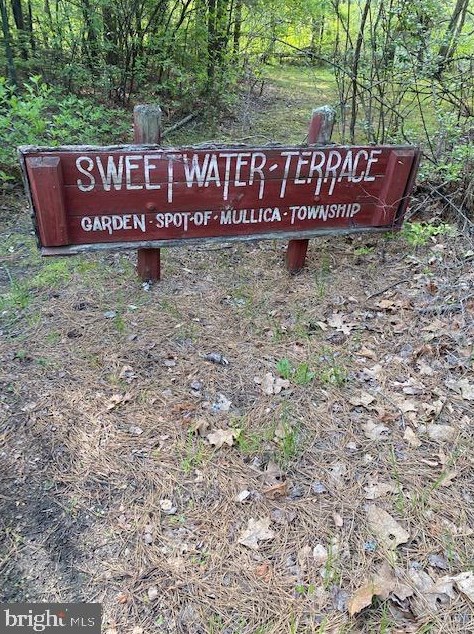 SWEETWATER · TERRACE
GARDEN · SPOT · OF · MULLICA · TOWNSHIP
bright MLS